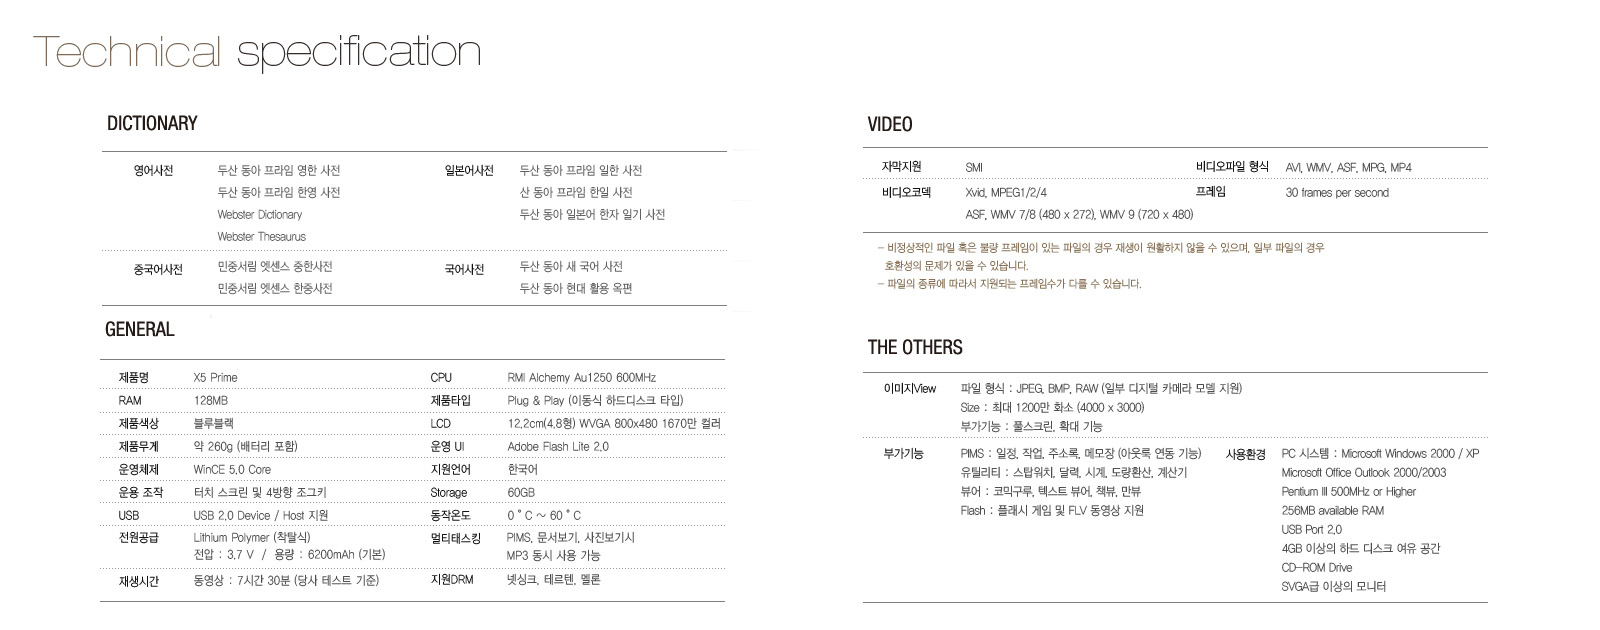 Technical specification
DICTIONARY
영어사전 두산 동아 프라임 영한 사전 일본어사전 두산 동아 프라임 일한 사전
두산 동아 프라임 한영 사전 산 동아 프라임 한일 사전
Webster Dictionary 두산 동아 일본어 한자 일기 사전
Webster Thesaurus
중국어사전 민중서림 엣센스 중한사전 국어사전 두산 동아 새 국어 사전
민중서림 엣센스 한중사전 두산 동아 현대 활용 옥편
GENERAL
제품명 X5 Prime CPU RMI Alchemy Au1250 600MHz
RAM 128MB 제품타입 Plug & Play (이동식 하드디스크 타입)
제품색상 블루블랙 LCD 12.2cm(4.8형) WVGA 800x480 1670만 컬러
제품무게 약 260g (배터리 포함) 운영 UI Adobe Flash Lite 2.0
운영체제 WinCE 5.0 Core 지원언어 한국어
운용 조작 터치 스크린 및 4방향 조그키 Storage 60GB
USB USB 2.0 Device / Host 지원 동작온도 0 ˚ C ~ 60 ˚ C
전원공급 Lithium Polymer (착탈식) 멀티태스킹 PIMS, 문서보기, 사진보기시
전압 : 3.7 V / 용량 : 6200mAh (기본) MP3 동시 사용 가능
재생시간 동영상 : 7시간 30분 (당사 테스트 기준) 지원DRM 넷싱크, 테르텐, 멜론
VIDEO
자막지원 SMI 비디오파일 형식 AVI, WMV, ASF, MPG, MP4
비디오코덱 Xvid, MPEG1/2/4 프레임 30 frames per second
ASF, WMV 7/8 (480 x 272), WMV 9 (720 x 480)
- 비정상적인 파일 혹은 불량 프레임이 있는 파일의 경우 재생이 원활하지 않을 수 있으며, 일부 파일의 경우
호환성의 문제가 있을 수 있습니다.
- 파일의 종류에 따라서 지원되는 프레임수가 다를 수 있습니다.
THE OTHERS
이미지View 파일 형식 : JPEG, BMP, RAW (일부 디지털 카메라 모델 지원)
Size : 최대 1200만 화소 (4000 x 3000)
부가기능 : 풀스크린, 확대 기능
부가기능 PIMS : 일정, 작업, 주소록, 메모장 (아웃룩 연동 기능) 사용환경 PC 시스템 : Microsoft Windows 2000 / XP
유틸리티 : 스탑워치, 달력, 시계, 도량환산, 계산기 Microsoft Office Outlook 2000/2003
뷰어 : 코믹구루, 텍스트 뷰어, 책뷰, 만뷰 Pentium III 500MHz or Higher
Flash : 플래시 게임 및 FLV 동영상 지원 256MB available RAM
USB Port 2.0
4GB 이상의 하드 디스크 여유 공간
CD-ROM Drive
SVGA급 이상의 모니터